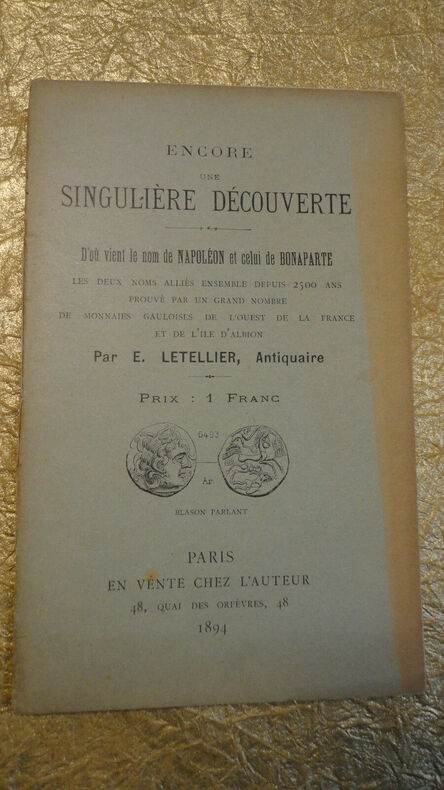 ENCORE
UNE
SINGULIÈRE DÉCOUVERTE
D'où vient le nom de NAPOLÉON et celui de BONAPARTE
LES DEUX NOMS ALLIÉS ENSEMBLE DEPUIS 2500 ANS
PROUVÉ PAR UN GRAND NOMBRE
DE MONNAIES GAULOISES DE L'OUEST DE LA FRANCE
ET DE L'ILE D'ALBION
Par E. LETELLIER, Antiquaire
PRIX : 1 FRANC
6493
Ar
BLASON PARLANT
PARIS
EN VENTE CHEZ L'AUTEUR
48, QUAI DES ORFÈVRES, 48
1894